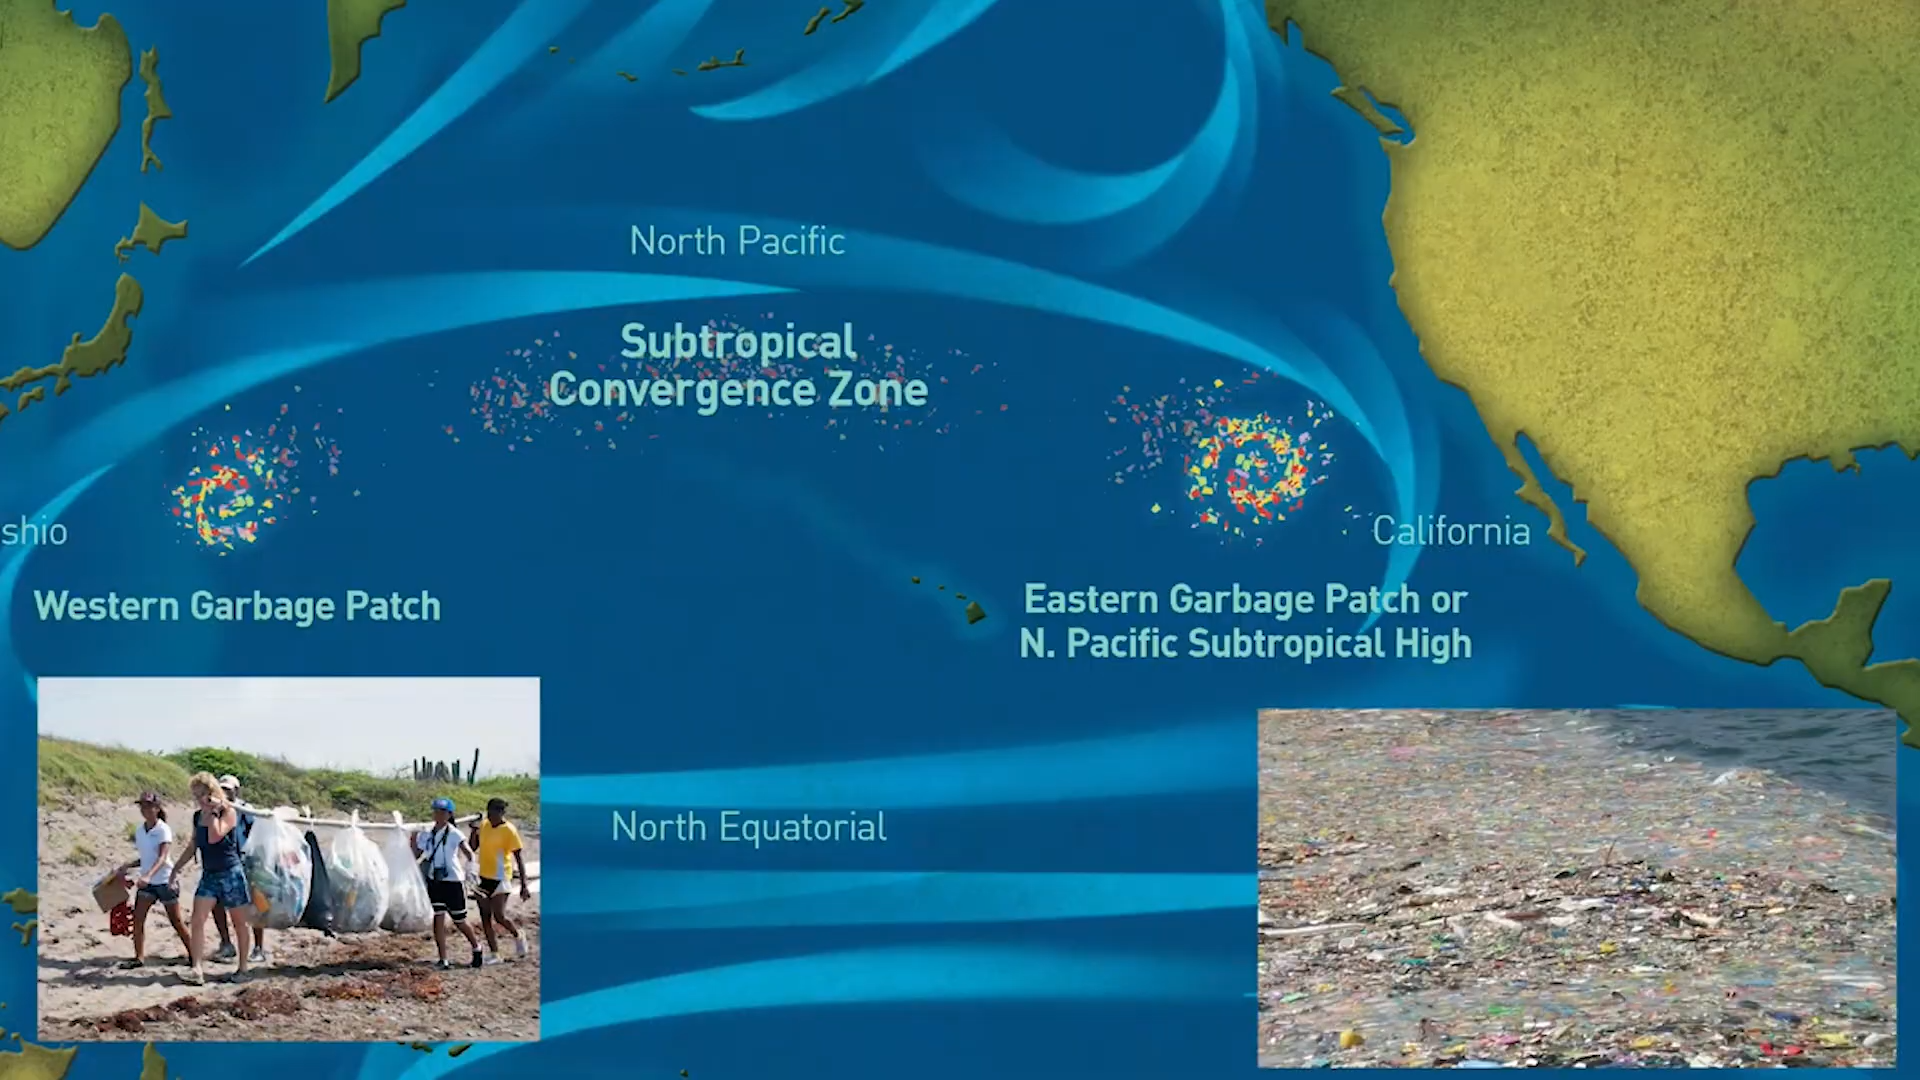 North Pacific
Subtropical
Convergence Zone
shio
California
Western Garbage Patch
Eastern Garbage Patch or
N. Pacific Subtropical High
North Equatorial